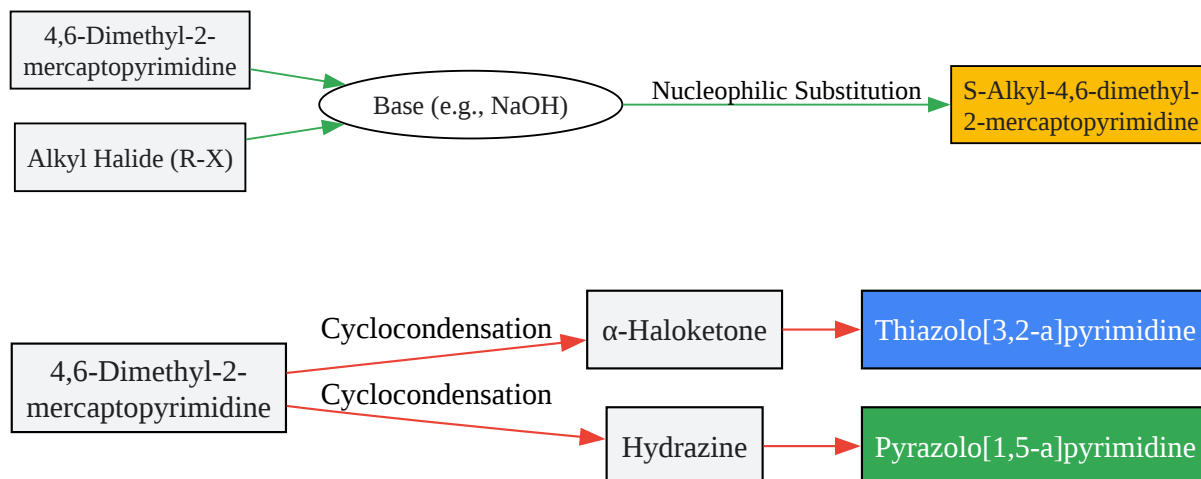 4,6-Dimethyl-2-
mercaptopyrimidine
Alkyl Halide (R-X)
Base (e.g., NaOH)
Nucleophilic Substitution
S-Alkyl-4,6-dimethyl-
2-mercaptopyrimidine
4,6-Dimethyl-2-
mercaptopyrimidine
Cyclocondensation
α-Haloketone
Thiazolo[3,2-a]pyrimidine
Cyclocondensation
Hydrazine
Pyrazolo[1,5-a]pyrimidine